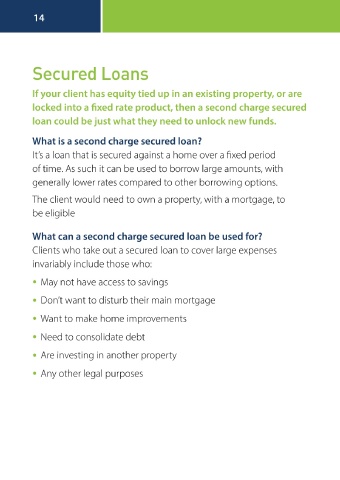 14
Secured Loans
If your client has equity tied up in an existing property, or are
locked into a fixed rate product, then a second charge secured
loan could be just what they need to unlock new funds.
What is a second charge secured loan?
It's a loan that is secured against a home over a fixed period
of time. As such it can be used to borrow large amounts, with
generally lower rates compared to other borrowing options.
The client would need to own a property, with a mortgage, to
be eligible
What can a second charge secured loan be used for?
Clients who take out a secured loan to cover large expenses
invariably include those who:
• May not have access to savings
• Don't want to disturb their main mortgage
• Want to make home improvements
• Need to consolidate debt
• Are investing in another property
• Any other legal purposes